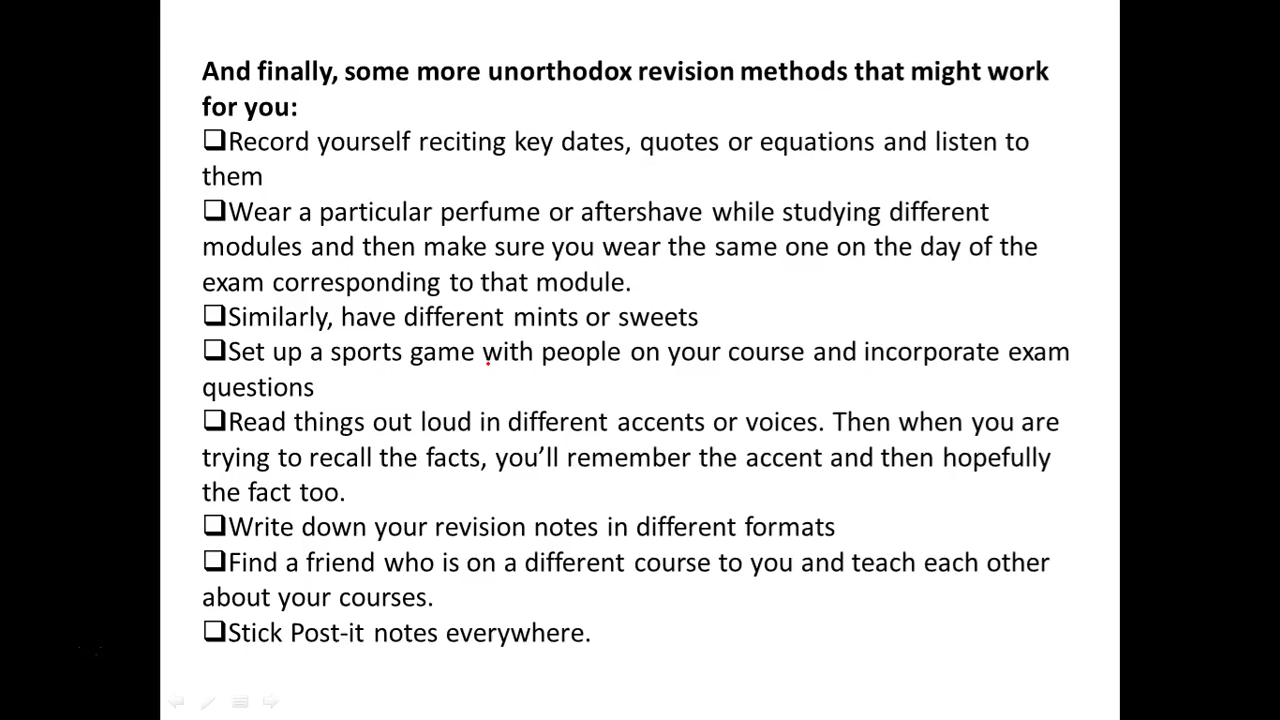 And finally, some more unorthodox revision methods that might work
for you:
❑Record yourself reciting key dates, quotes or equations and listen to
them
❑Wear a particular perfume or aftershave while studying different
modules and then make sure you wear the same one on the day of the
exam corresponding to that module.
❑Similarly, have different mints or sweets
❑Set up a sports game with people on your course and incorporate exam
questions
❑Read things out loud in different accents or voices. Then when you are
trying to recall the facts, you’ll remember the accent and then hopefully
the fact too.
❑Write down your revision notes in different formats
❑Find a friend who is on a different course to you and teach each other
about your courses.
❑Stick Post-it notes everywhere.